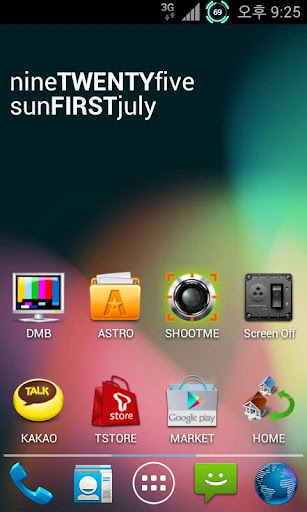 3G 69 오후 9:25
nineTWENTYfive
sunFIRSTjuly
DMB ASTRO SHOOTME Screen Off
TALK
T store
Google play
KAKAO TSTORE MARKET HOME